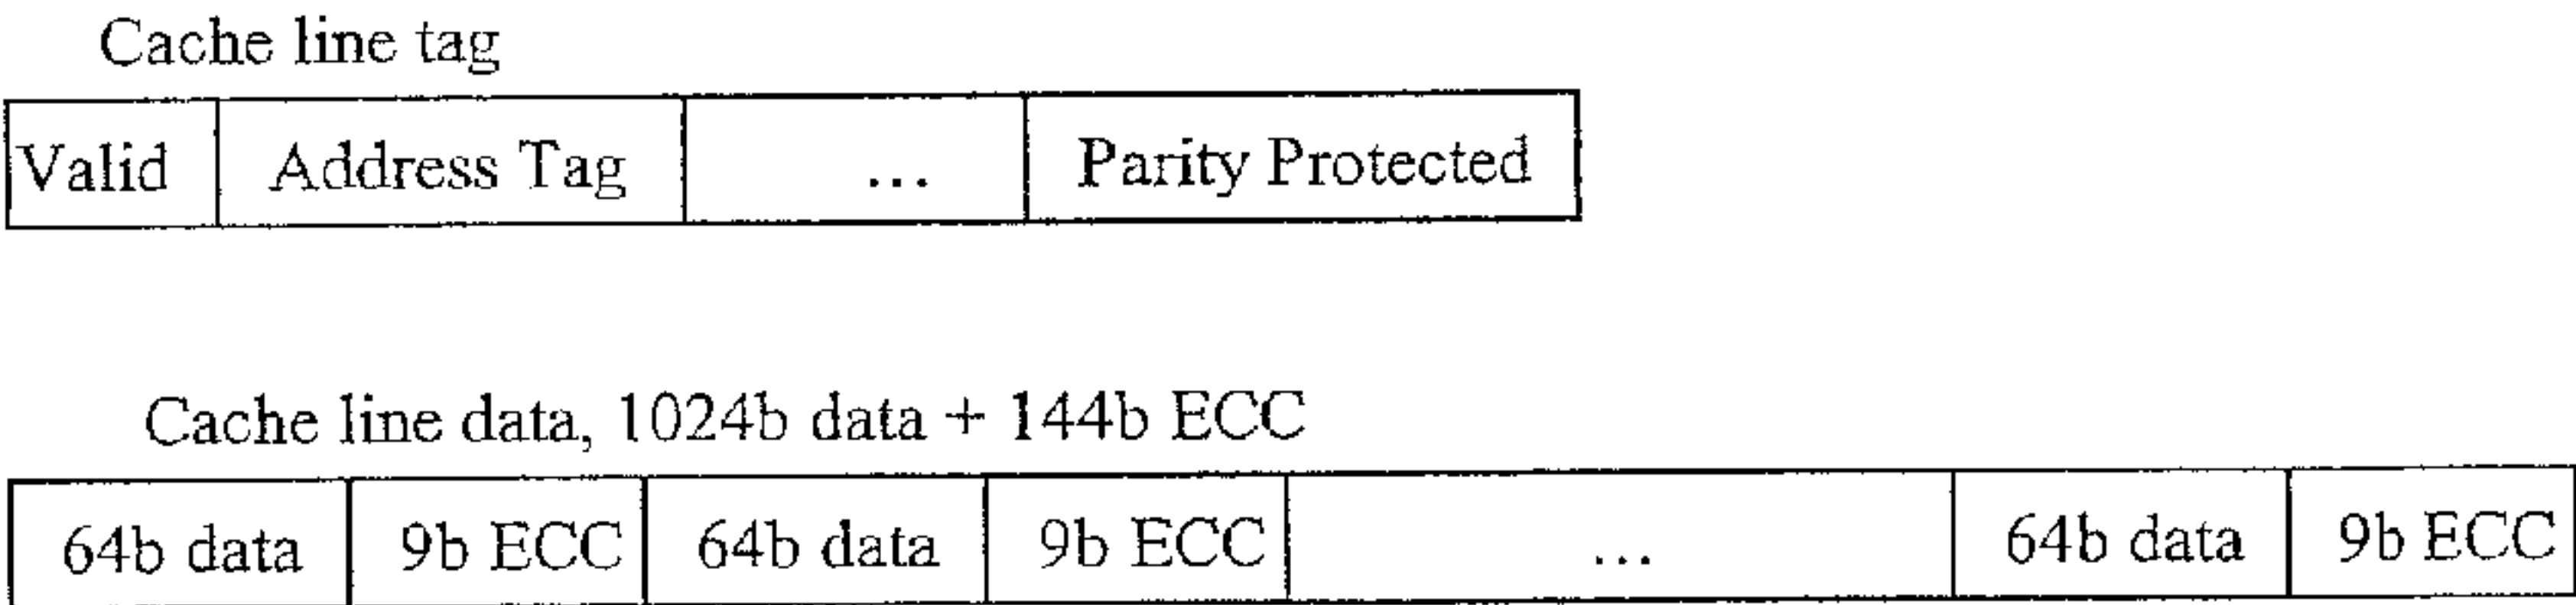 Cache line tag
Valid Address Tag ... Parity Protected
Cache line data, 1024b data + 144b ECC
64b data 9b ECC 64b data 9b ECC ... 64b data 9b ECC